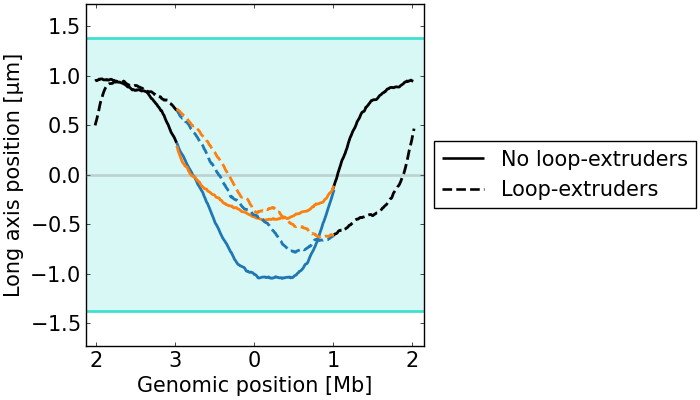 1.5
1.0
0.5
0.0
−0.5
−1.0
−1.5
Long axis position [μm]
2 3 0 1 2
Genomic position [Mb]
No loop-extruders
Loop-extruders